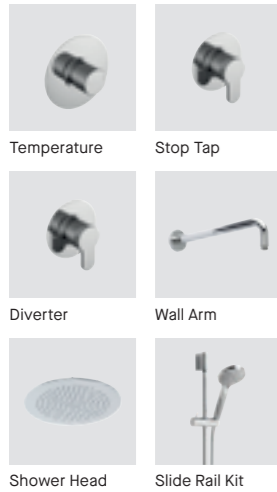 Temperature
Stop Tap
Diverter
Wall Arm
Shower Head
Slide Rail Kit